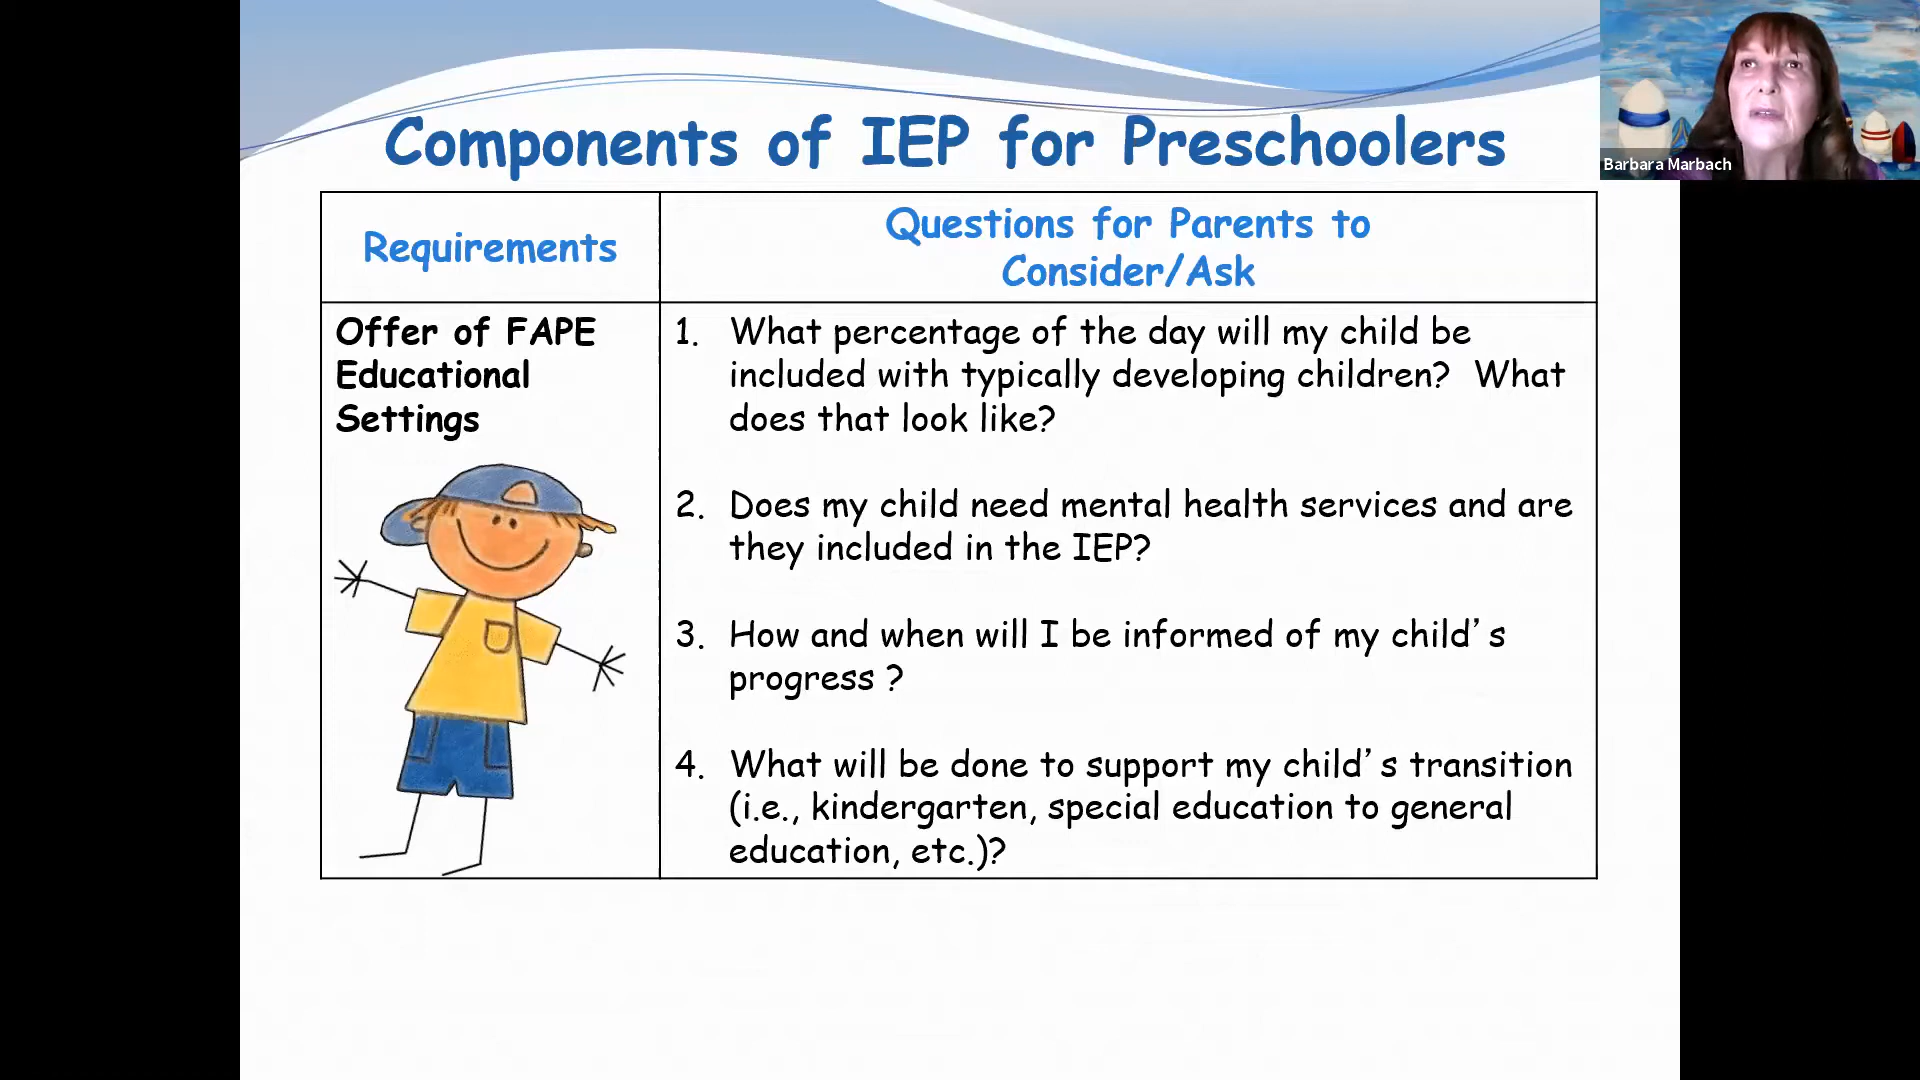 Components of IEP for Preschoolers
Barbara Marbach
Requirements
Questions for Parents to
Consider/Ask
Offer of FAPE
Educational
Settings
1. What percentage of the day will my child be
included with typically developing children? What
does that look like?
2. Does my child need mental health services and are
they included in the IEP?
3. How and when will I be informed of my child's
progress ?
4. What will be done to support my child's transition
(i.e., kindergarten, special education to general
education, etc.)?